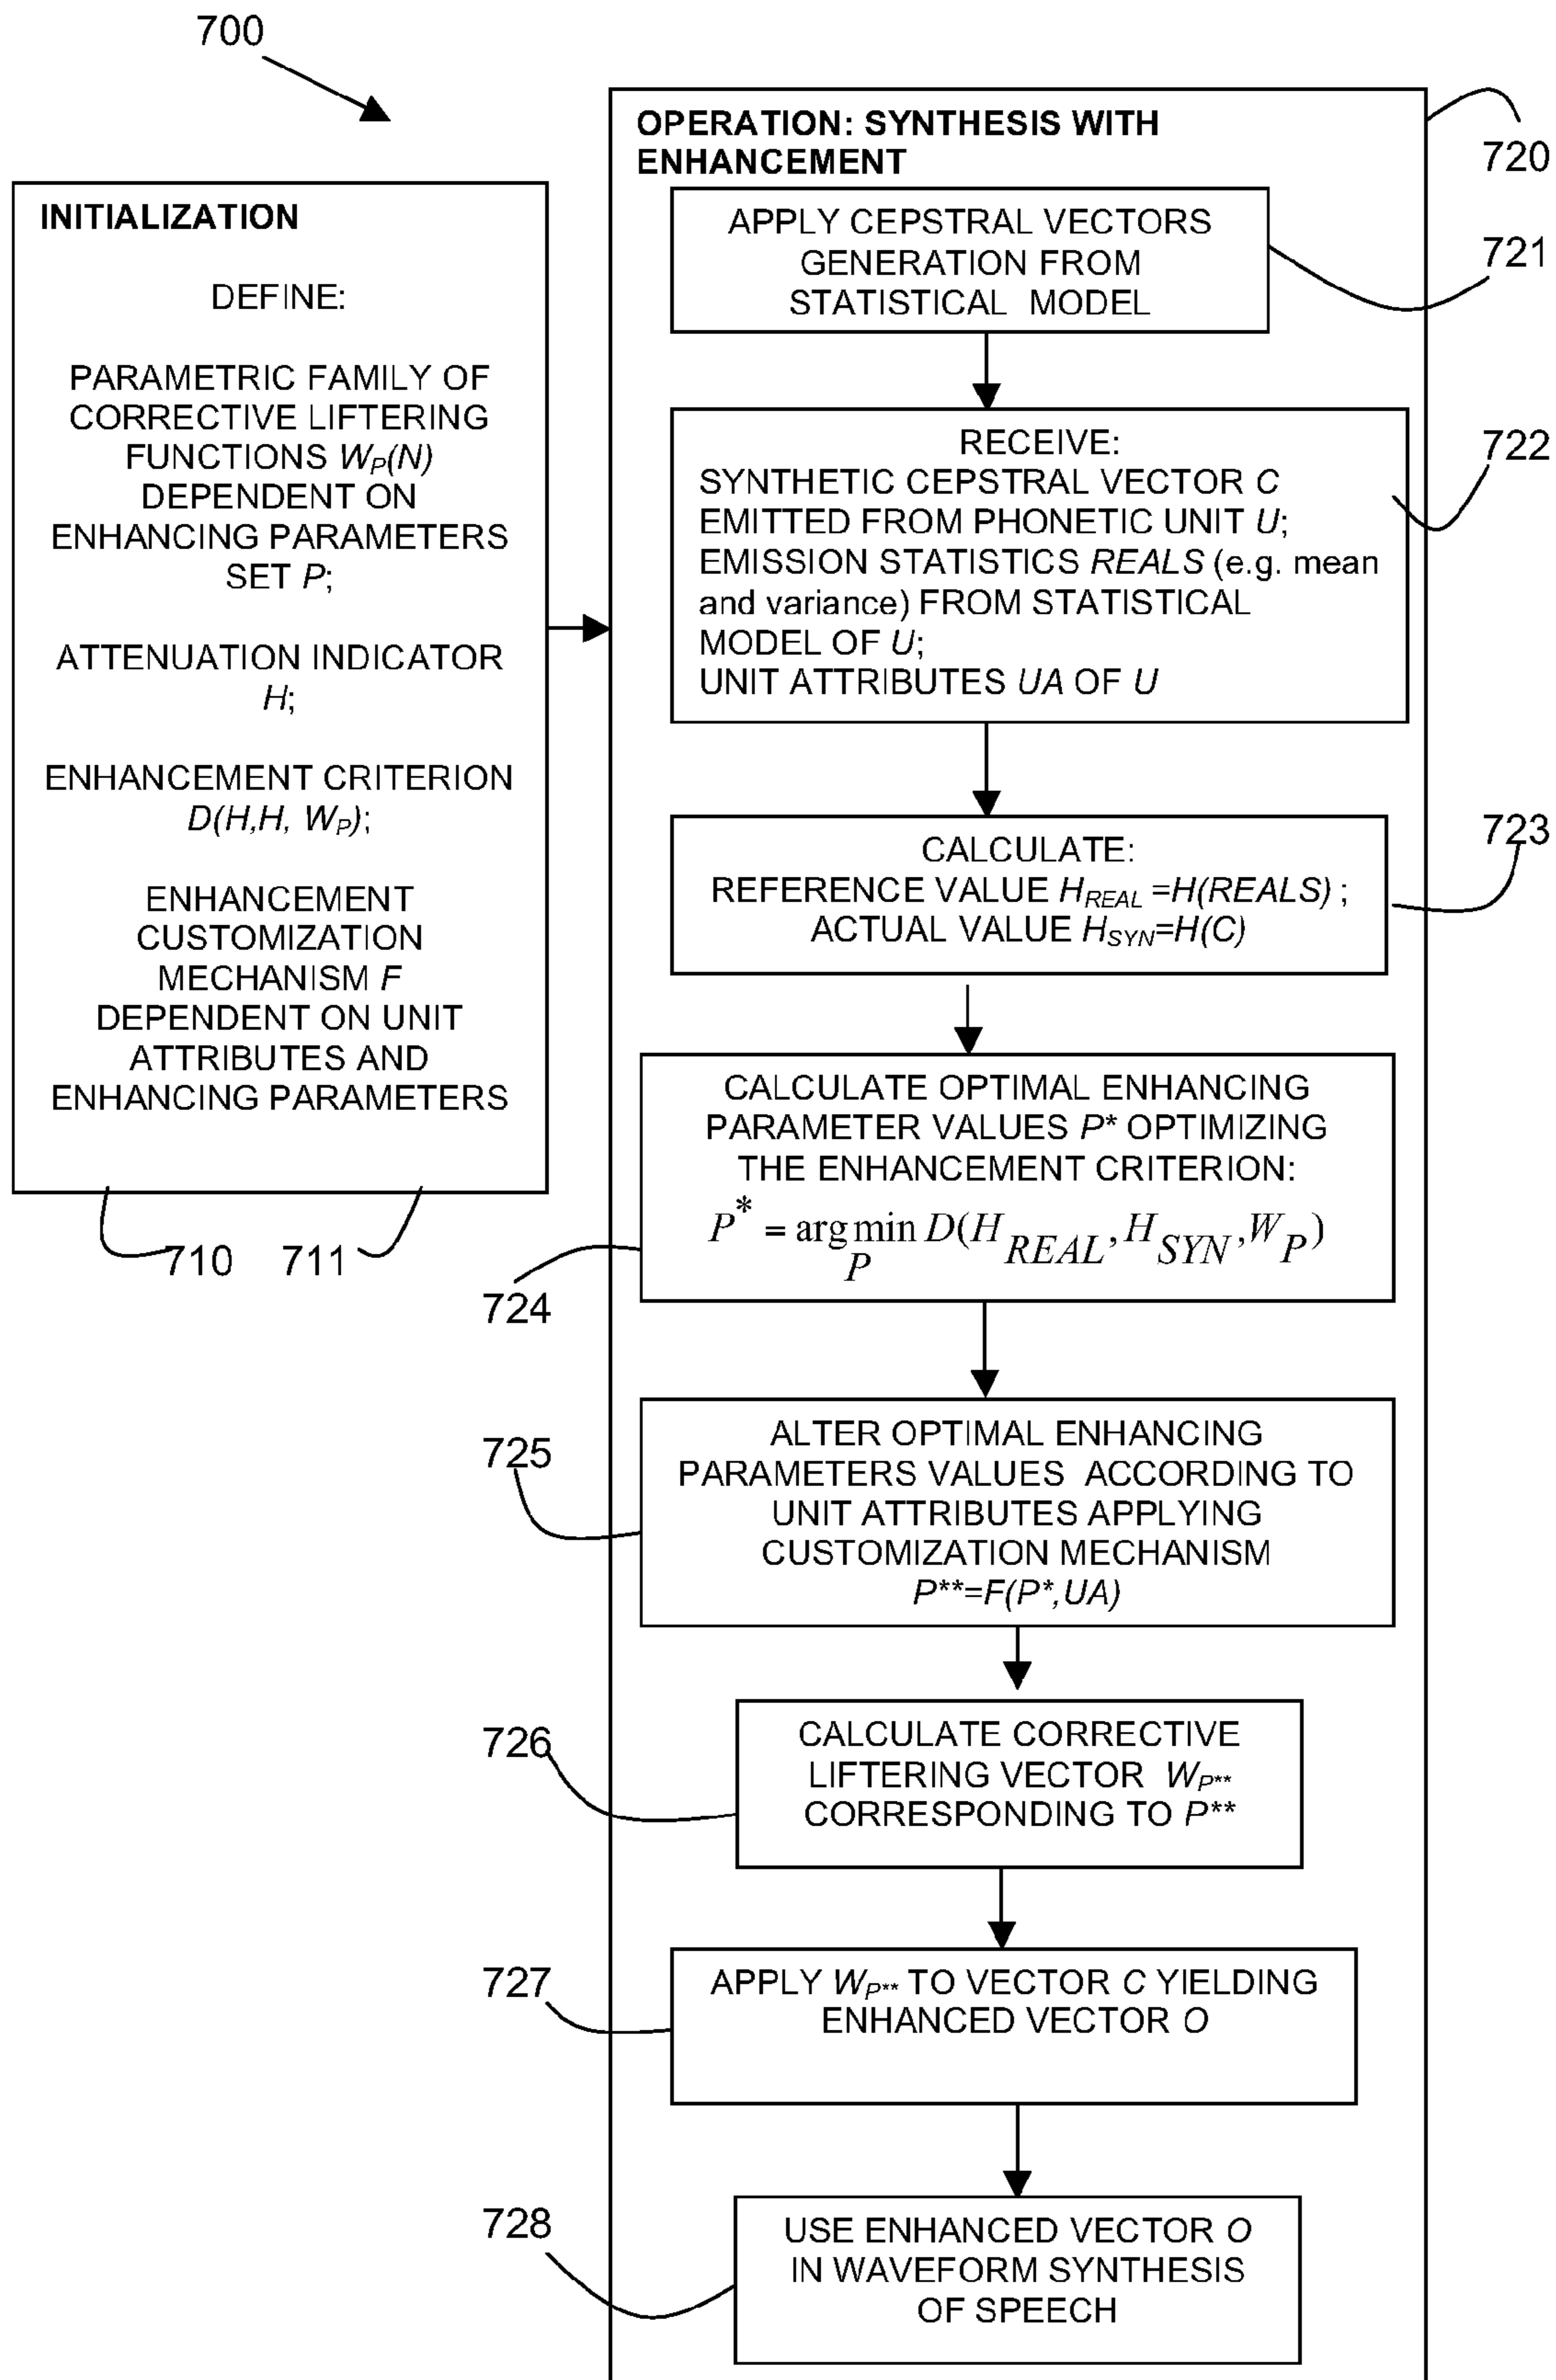 700
INITIALIZATION
DEFINE:
PARAMETRIC FAMILY OF
CORRECTIVE LIFTERING
FUNCTIONS W_P(N)
DEPENDENT ON
ENHANCING PARAMETERS
SET P;
ATTENUATION INDICATOR
H;
ENHANCEMENT CRITERION
D(H,H, W_P);
ENHANCEMENT
CUSTOMIZATION
MECHANISM F
DEPENDENT ON UNIT
ATTRIBUTES AND
ENHANCING PARAMETERS
710 711
OPERATION: SYNTHESIS WITH
ENHANCEMENT
720
APPLY CEPSTRAL VECTORS
GENERATION FROM
STATISTICAL MODEL
721
RECEIVE:
SYNTHETIC CEPSTRAL VECTOR C
EMITTED FROM PHONETIC UNIT U;
EMISSION STATISTICS REALS (e.g. mean
and variance) FROM STATISTICAL
MODEL OF U;
UNIT ATTRIBUTES UA OF U
722
CALCULATE:
REFERENCE VALUE H_REAL =H(REALS) ;
ACTUAL VALUE H_SYN=H(C)
723
CALCULATE OPTIMAL ENHANCING
PARAMETER VALUES P* OPTIMIZING
THE ENHANCEMENT CRITERION:
P* = arg min D(H_REAL, H_SYN, W_P)
P
724
ALTER OPTIMAL ENHANCING
PARAMETERS VALUES ACCORDING TO
UNIT ATTRIBUTES APPLYING
CUSTOMIZATION MECHANISM
P**=F(P*,UA)
725
CALCULATE CORRECTIVE
LIFTERING VECTOR W_P**
CORRESPONDING TO P**
726
APPLY W_P** TO VECTOR C YIELDING
ENHANCED VECTOR O
727
USE ENHANCED VECTOR O
IN WAVEFORM SYNTHESIS
OF SPEECH
728